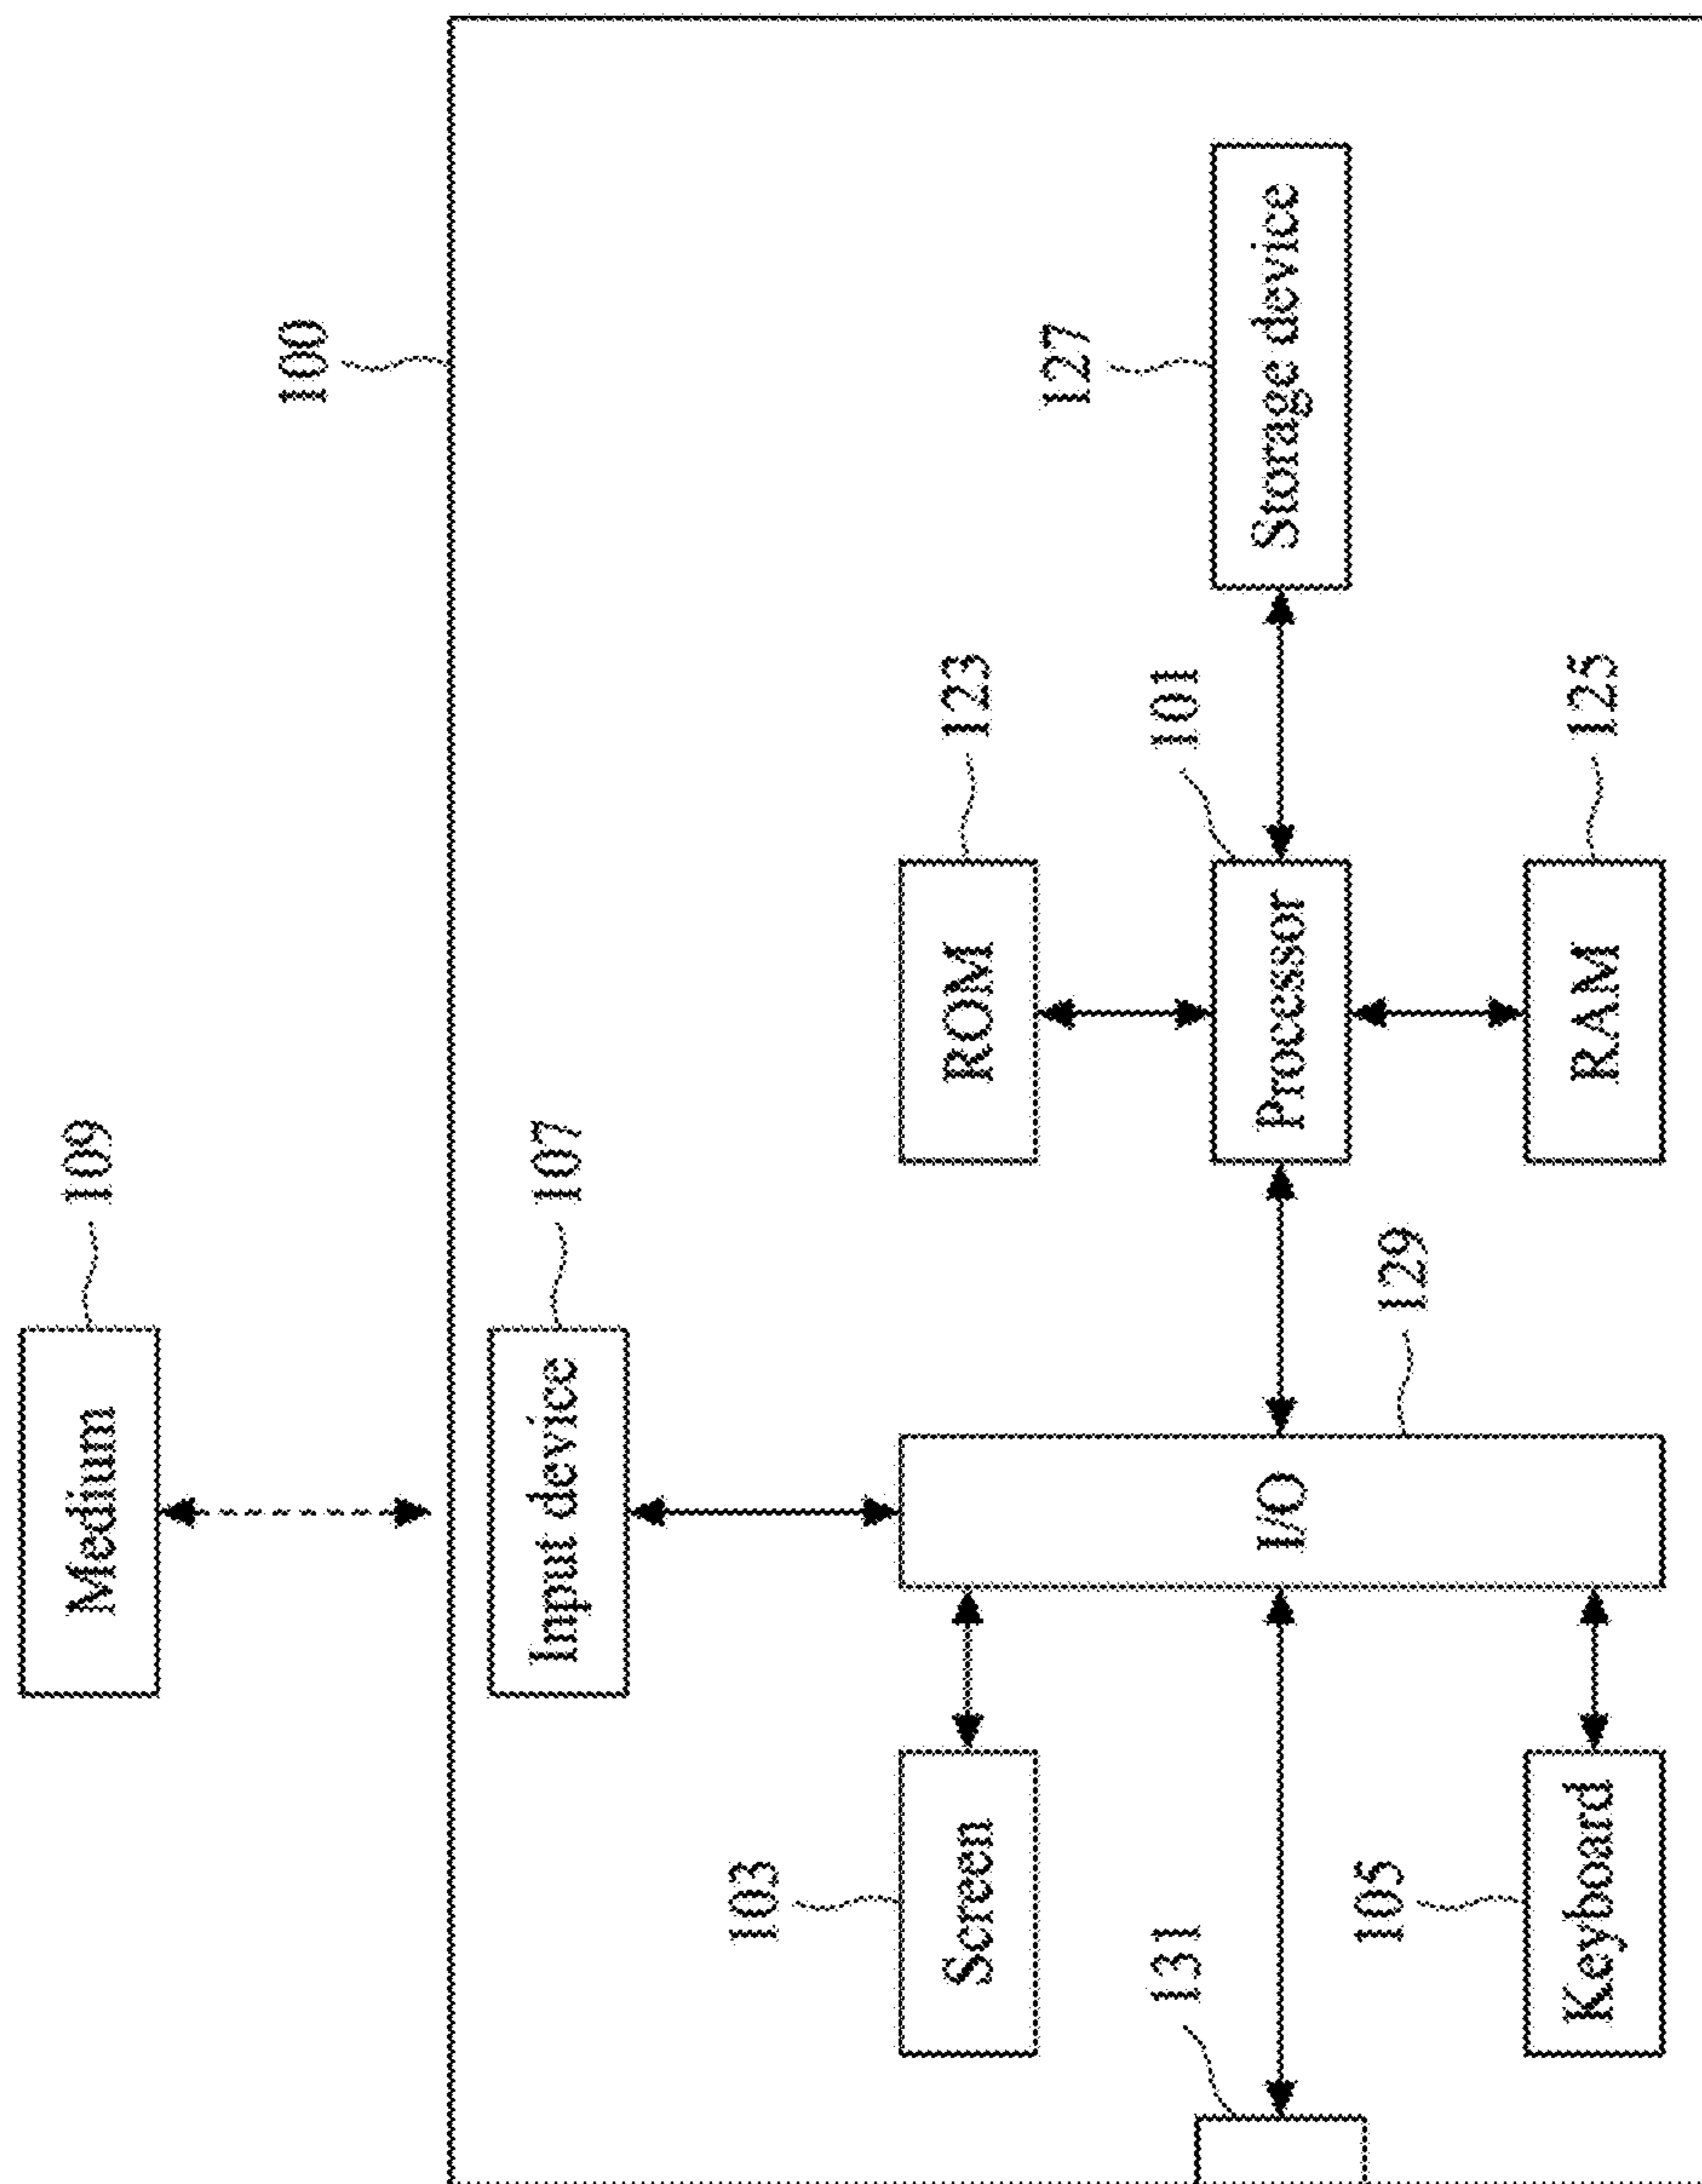 109
Medium
100
107
Input device
103
Screen
123
ROM
127
Storage device
131
I/O
101
Processor
129
105
Keyboard
125
RAM